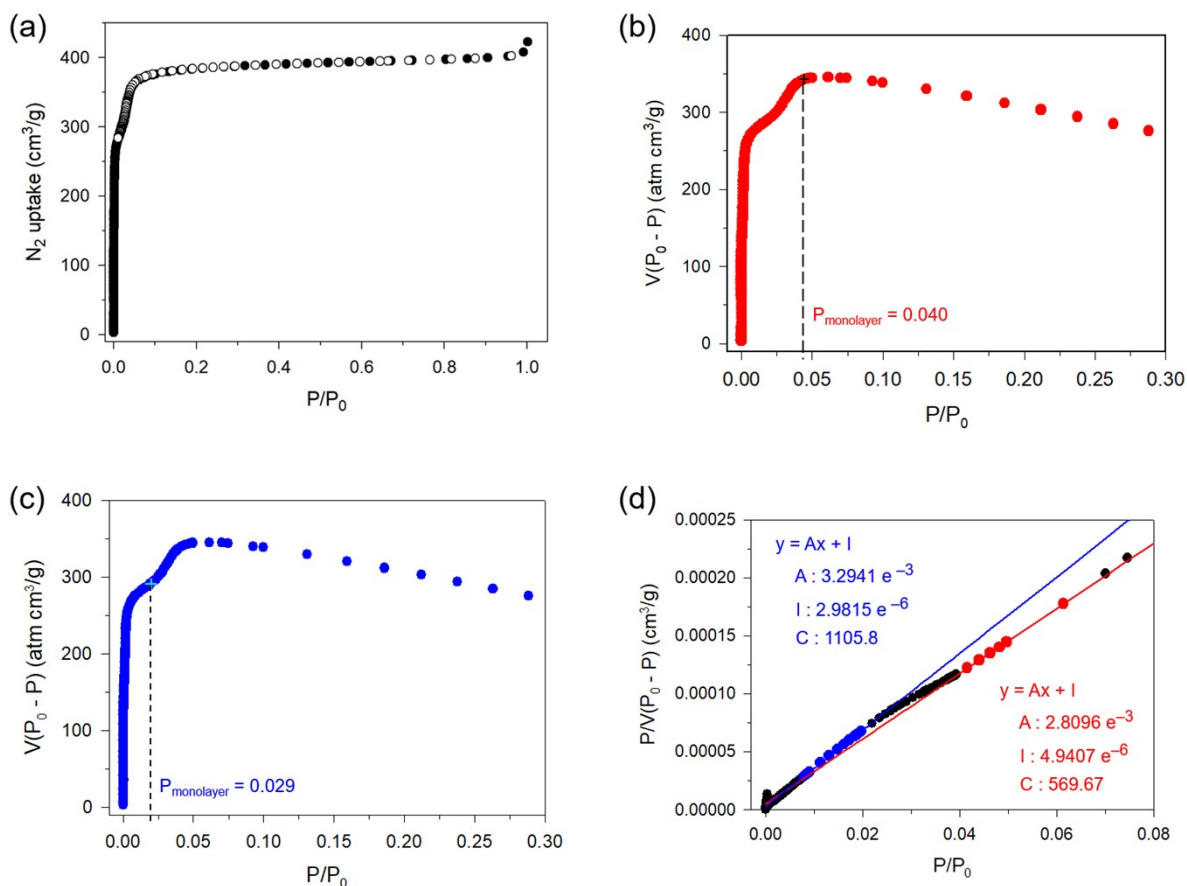 (a)
N₂ uptake (cm³/g)
400
300
200
100
0
0.0 0.2 0.4 0.6 0.8 1.0
P/P₀
(b)
V(P₀ - P) (atm cm³/g)
400
300
200
100
0
P_monolayer = 0.040
0.00 0.05 0.10 0.15 0.20 0.25 0.30
P/P₀
(c)
V(P₀ - P) (atm cm³/g)
400
300
200
100
0
P_monolayer = 0.029
0.00 0.05 0.10 0.15 0.20 0.25 0.30
P/P₀
(d)
P/V(P₀ - P) (cm³/g)
0.00025
0.00020
0.00015
0.00010
0.00005
0.00000
y = Ax + I
A : 3.2941 e⁻³
I : 2.9815 e⁻⁶
C : 1105.8
y = Ax + I
A : 2.8096 e⁻³
I : 4.9407 e⁻⁶
C : 569.67
0.00 0.02 0.04 0.06 0.08
P/P₀